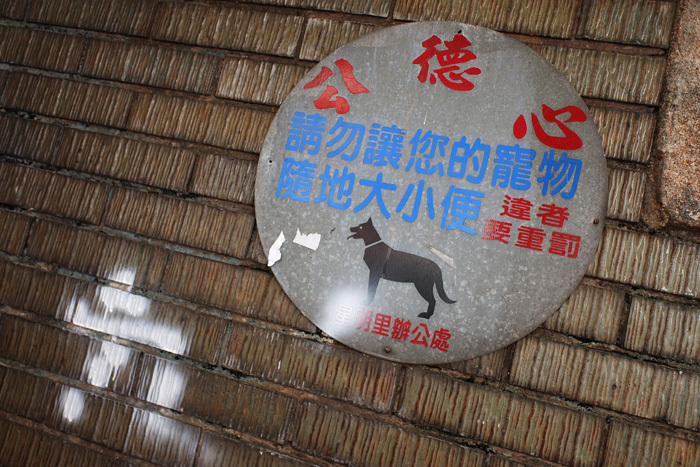 公德心
請勿讓您的寵物
隨地大小便
違者
要重罰
里辦公處